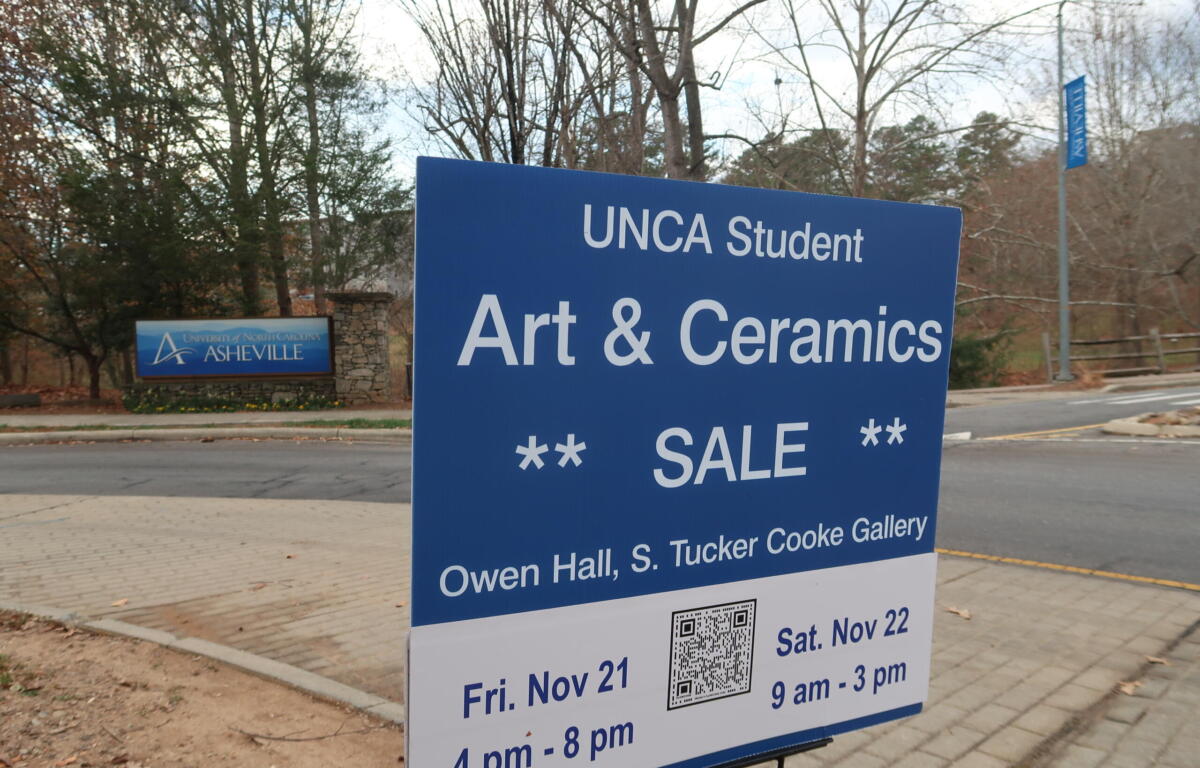 UNCA Student
Art & Ceramics
** SALE **
Owen Hall, S. Tucker Cooke Gallery
Fri. Nov 21
4 pm - 8 pm
Sat. Nov 22
9 am - 3 pm
University of North Carolina
ASHEVILLE
ASHEVILLE